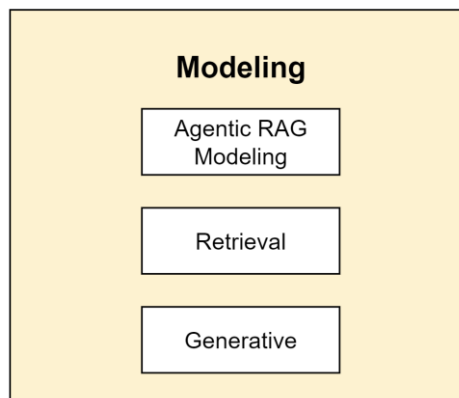 Modeling
Agentic RAG
Modeling
Retrieval
Generative